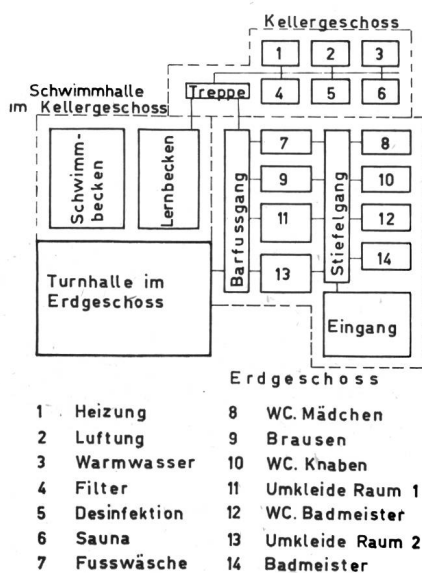 Kellergeschoss
1 2 3
Schwimmhalle
im Kellergeschoss
Treppe
4 5 6
Schwimm-
becken
Lernbecken
Barfussgang
7
9
11
13
Stiefelgang
8
10
12
14
Turnhalle im
Erdgeschoss
Eingang
Erdgeschoss
1 Heizung
2 Luftung
3 Warmwasser
4 Filter
5 Desinfektion
6 Sauna
7 Fusswäsche
8 WC. Mädchen
9 Brausen
10 WC. Knaben
11 Umkleide Raum 1
12 WC. Badmeister
13 Umkleide Raum 2
14 Badmeister